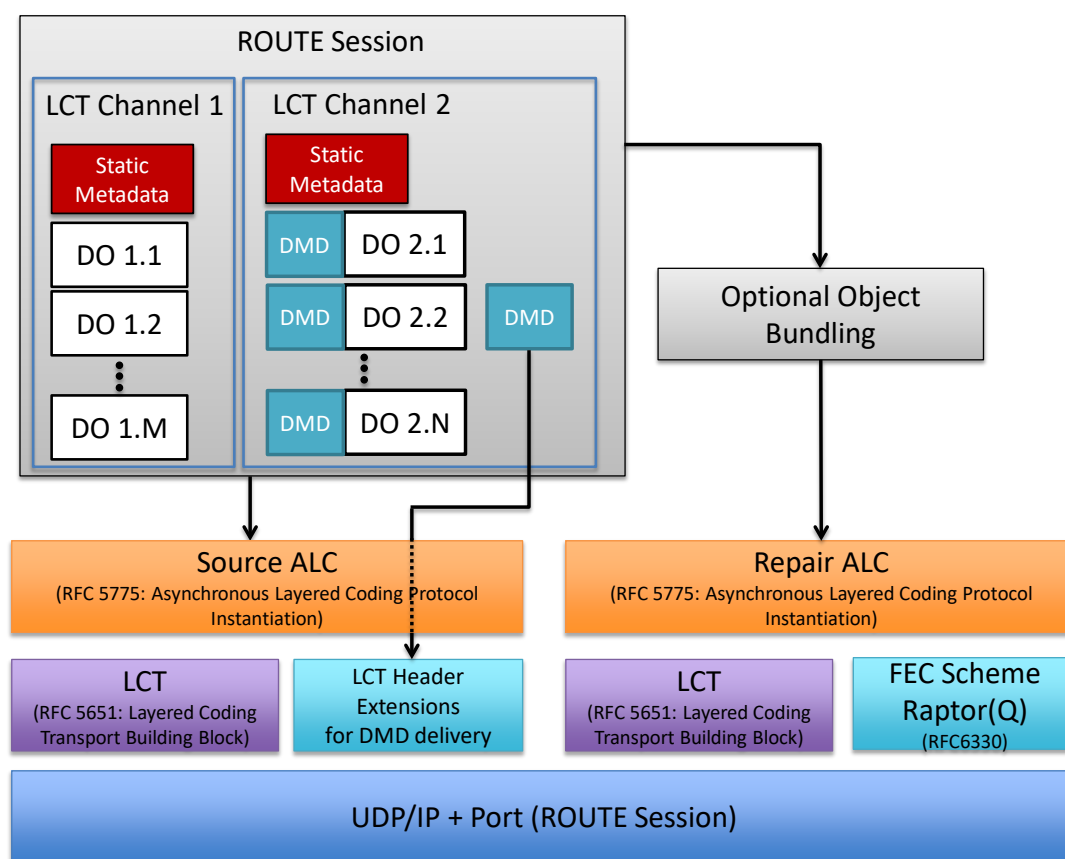 ROUTE Session
LCT Channel 1
LCT Channel 2
Static
Metadata
Static
Metadata
DO 1.1
DMD
DO 2.1
DO 1.2
DMD
DO 2.2
DMD
DO 1.M
DMD
DO 2.N
Optional Object
Bundling
Source ALC
(RFC 5775: Asynchronous Layered Coding Protocol
Instantiation)
Repair ALC
(RFC 5775: Asynchronous Layered Coding Protocol
Instantiation)
LCT
(RFC 5651: Layered Coding
Transport Building Block)
LCT Header
Extensions
for DMD delivery
LCT
(RFC 5651: Layered Coding
Transport Building Block)
FEC Scheme
Raptor(Q)
(RFC6330)
UDP/IP + Port (ROUTE Session)